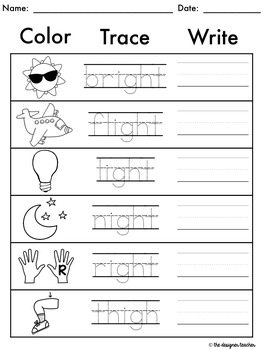 Name: Date:
Color Trace Write
bright
flight
light
night
R right
thigh
© the designer teacher